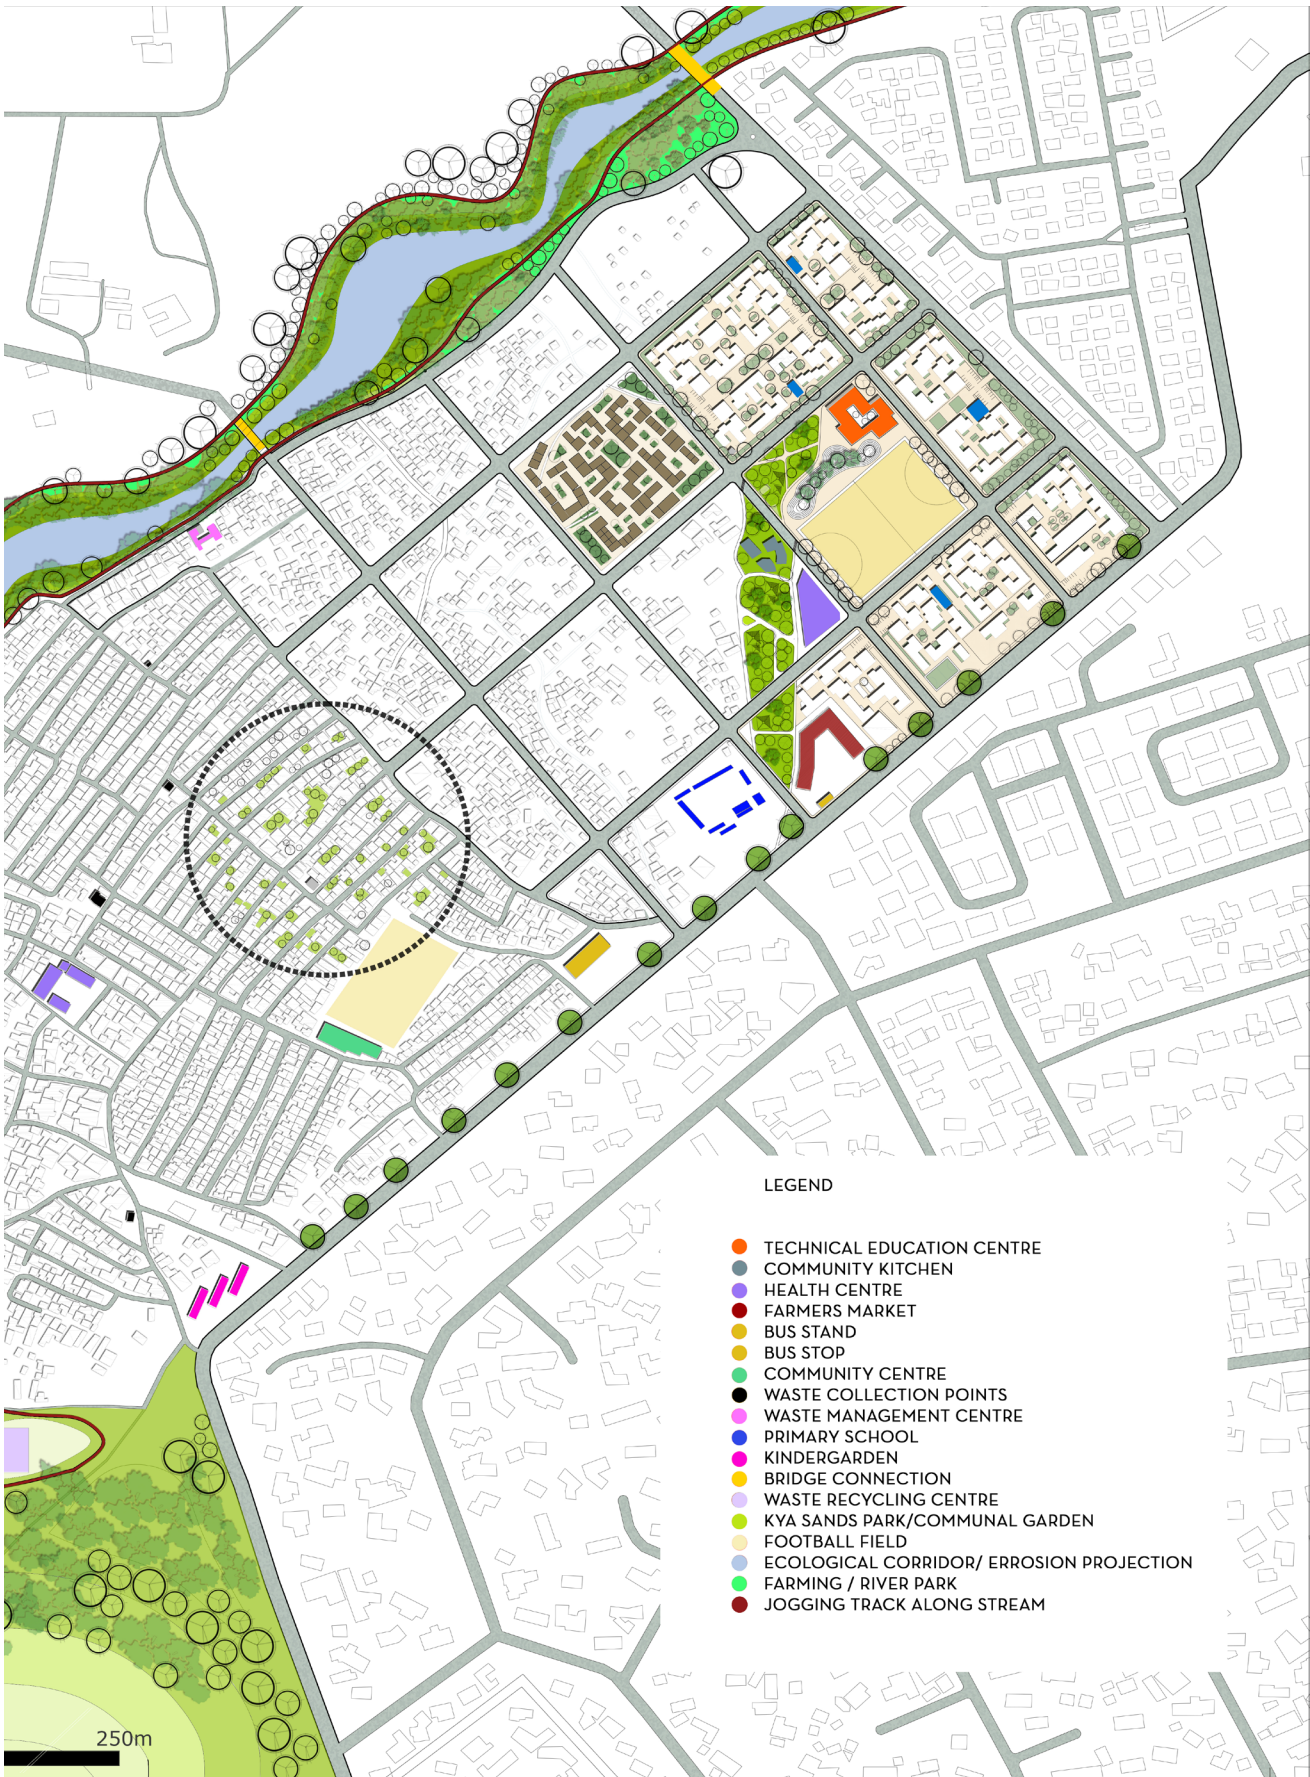 LEGEND
TECHNICAL EDUCATION CENTRE
COMMUNITY KITCHEN
HEALTH CENTRE
FARMERS MARKET
BUS STAND
BUS STOP
COMMUNITY CENTRE
WASTE COLLECTION POINTS
WASTE MANAGEMENT CENTRE
PRIMARY SCHOOL
KINDERGARDEN
BRIDGE CONNECTION
WASTE RECYCLING CENTRE
KYA SANDS PARK/COMMUNAL GARDEN
FOOTBALL FIELD
ECOLOGICAL CORRIDOR/ ERROSION PROJECTION
FARMING / RIVER PARK
JOGGING TRACK ALONG STREAM
250m